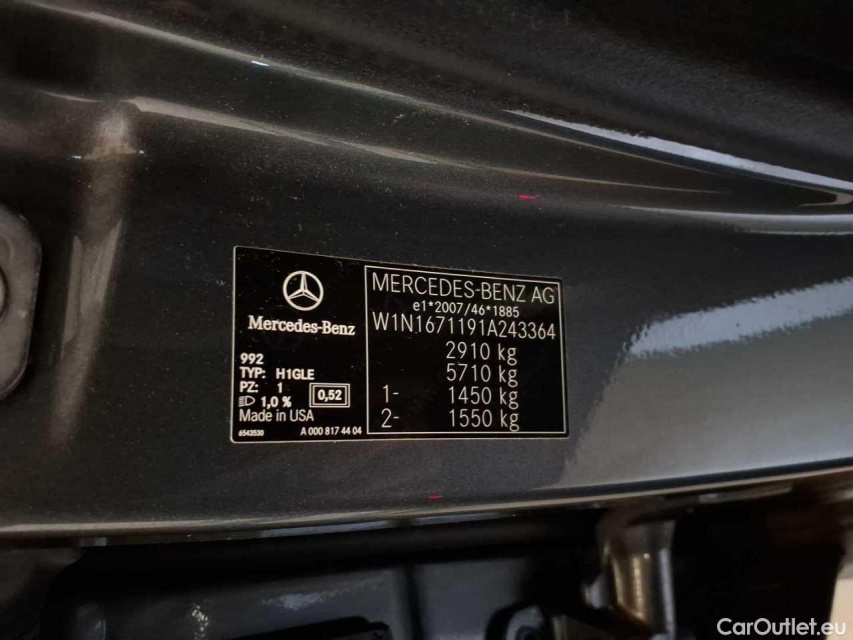 Mercedes-Benz
992
TYP: H1GLE
PZ: 1
1,0 %
0,52
Made in USA
6543530
A 000 817 44 04
MERCEDES-BENZ AG
e1*2007/46*1885
W1N1671191A243364
2910 kg
5710 kg
1- 1450 kg
2- 1550 kg
CarOutlet.eu